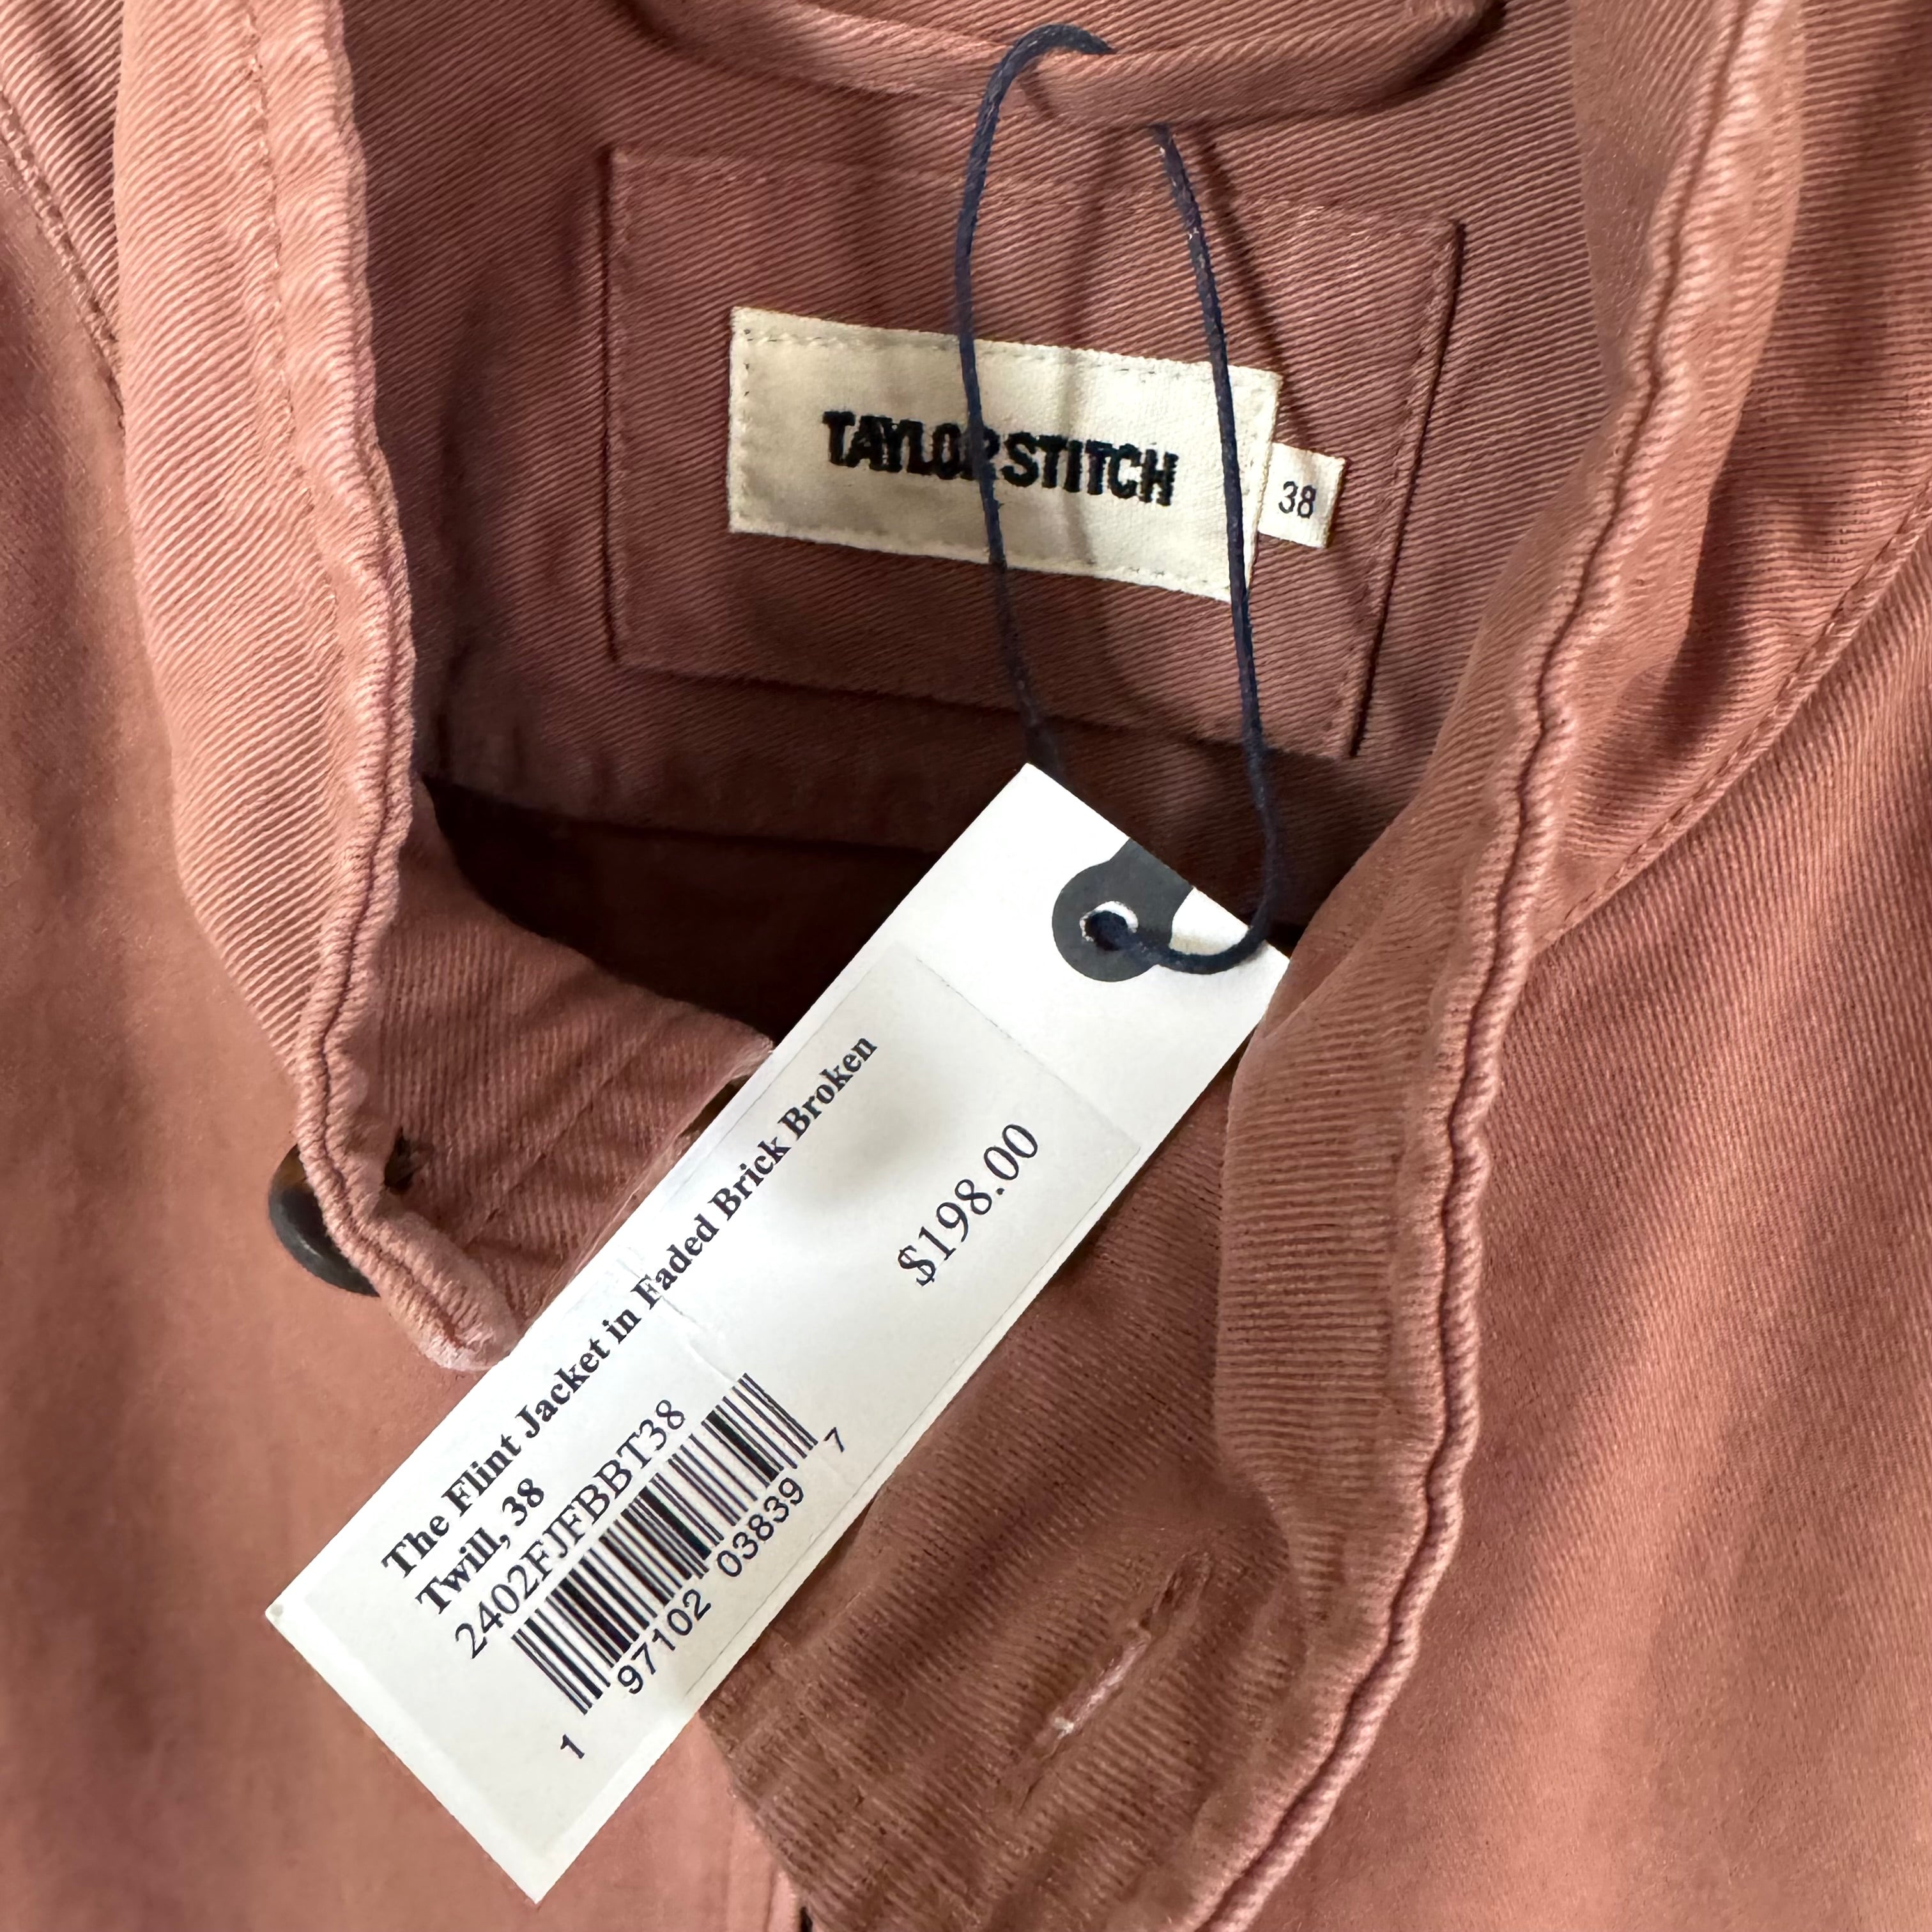 TAYLOR STITCH
38
The Flint Jacket in Faded Brick Broken
Twill, 38
2402FJFBBT38
1 97102 03839 7
$198.00